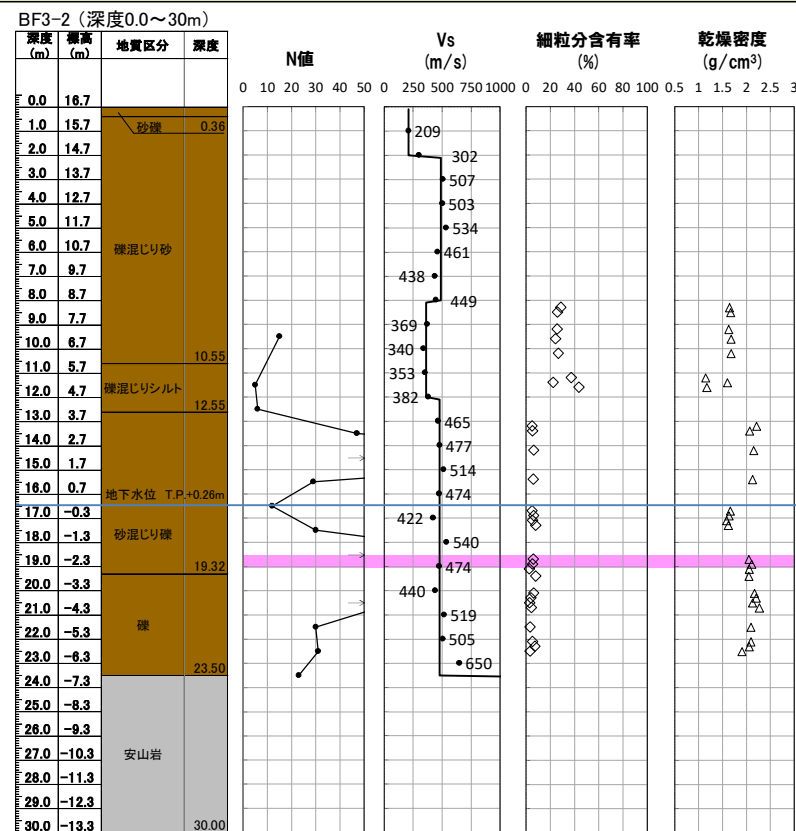 BF3-2（深度0.0～30m）
深度 標高 地質区分 深度
(m) (m)
N値
Vs
(m/s)
細粒分含有率
(%)
乾燥密度
(g/cm³)
0 10 20 30 40 50
0 250 500 750 1000
0 20 40 60 80 100
0.5 1 1.5 2 2.5 3
0.0 16.7
1.0 15.7 砂礫 0.36 209
2.0 14.7 302
3.0 13.7 507
4.0 12.7 503
5.0 11.7 534
6.0 10.7 礫混じり砂 461
7.0 9.7 438
8.0 8.7 449
9.0 7.7 369
10.0 6.7 340
10.55
11.0 5.7 353
12.0 4.7 礫混じりシルト 382
12.55
13.0 3.7 465
14.0 2.7 477
15.0 1.7 514
16.0 0.7 474
地下水位 T.P.+0.26m
17.0 -0.3 422
18.0 -1.3 砂混じり礫 540
19.0 -2.3 474
19.32
20.0 -3.3 440
21.0 -4.3 519
礫
22.0 -5.3 505
23.0 -6.3 650
23.50
24.0 -7.3
25.0 -8.3
26.0 -9.3
27.0 -10.3 安山岩
28.0 -11.3
29.0 -12.3
30.0 -13.3 30.00